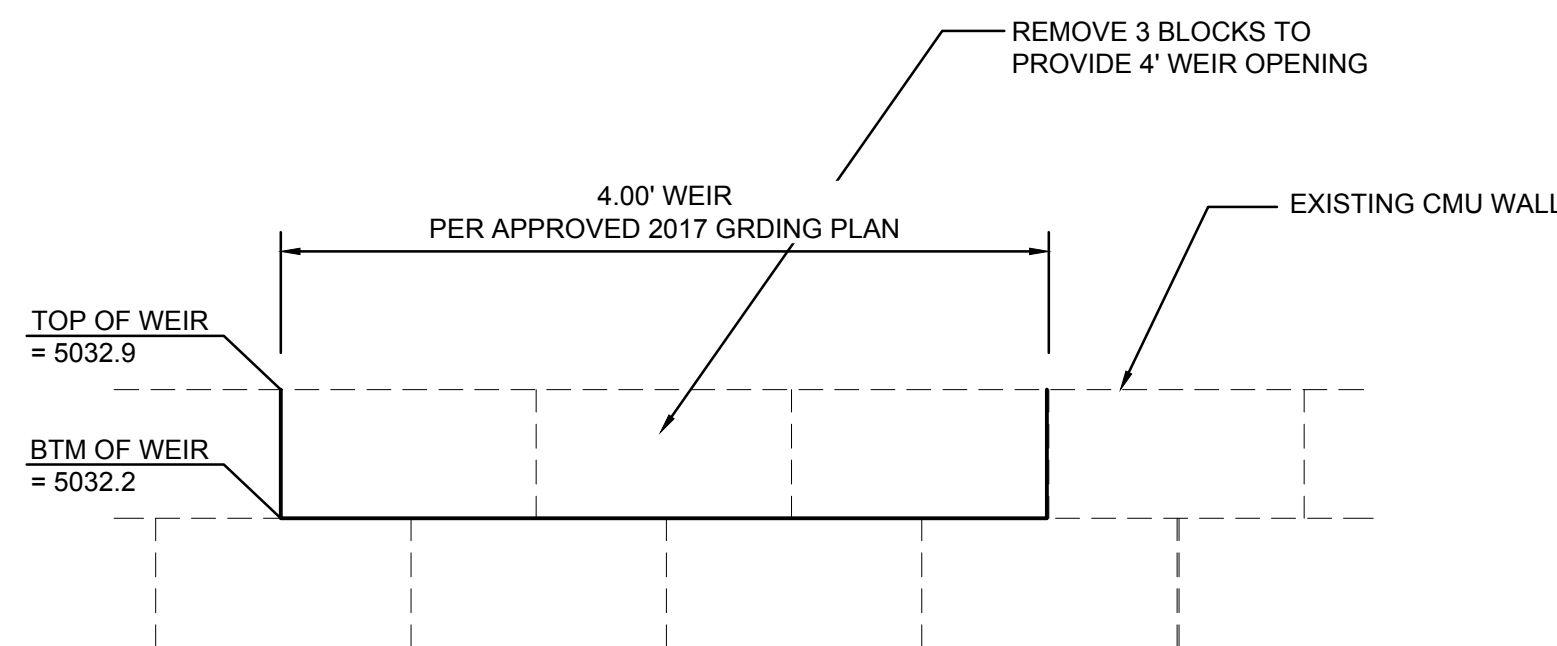 REMOVE 3 BLOCKS TO
PROVIDE 4' WEIR OPENING
4.00' WEIR
PER APPROVED 2017 GRDING PLAN
EXISTING CMU WALL
TOP OF WEIR
= 5032.9
BTM OF WEIR
= 5032.2